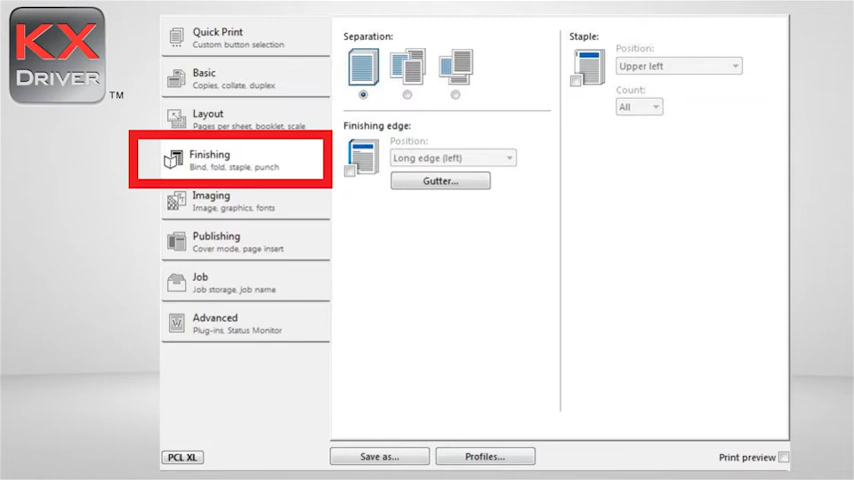 KX
DRIVER
TM
Quick Print
Custom button selection
Basic
Copies, collate, duplex
Layout
Pages per sheet, booklet, scale
Finishing
Bind, fold, staple, punch
Imaging
Image, graphics, fonts
Publishing
Cover mode, page insert
Job
Job storage, job name
Advanced
Plug-ins, Status Monitor
PCL XL
Separation:
Finishing edge:
Position:
Long edge (left)
Gutter...
Staple:
Position:
Upper left
Count:
All
Save as...
Profiles...
Print preview